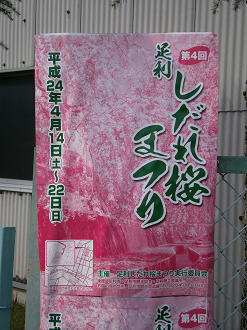 第4回
足利
しだれ桜
まつり
平成24年4月14日(土)~22日(日)
主催 足利しだれ桜まつり実行委員会
第4回
足利
平成